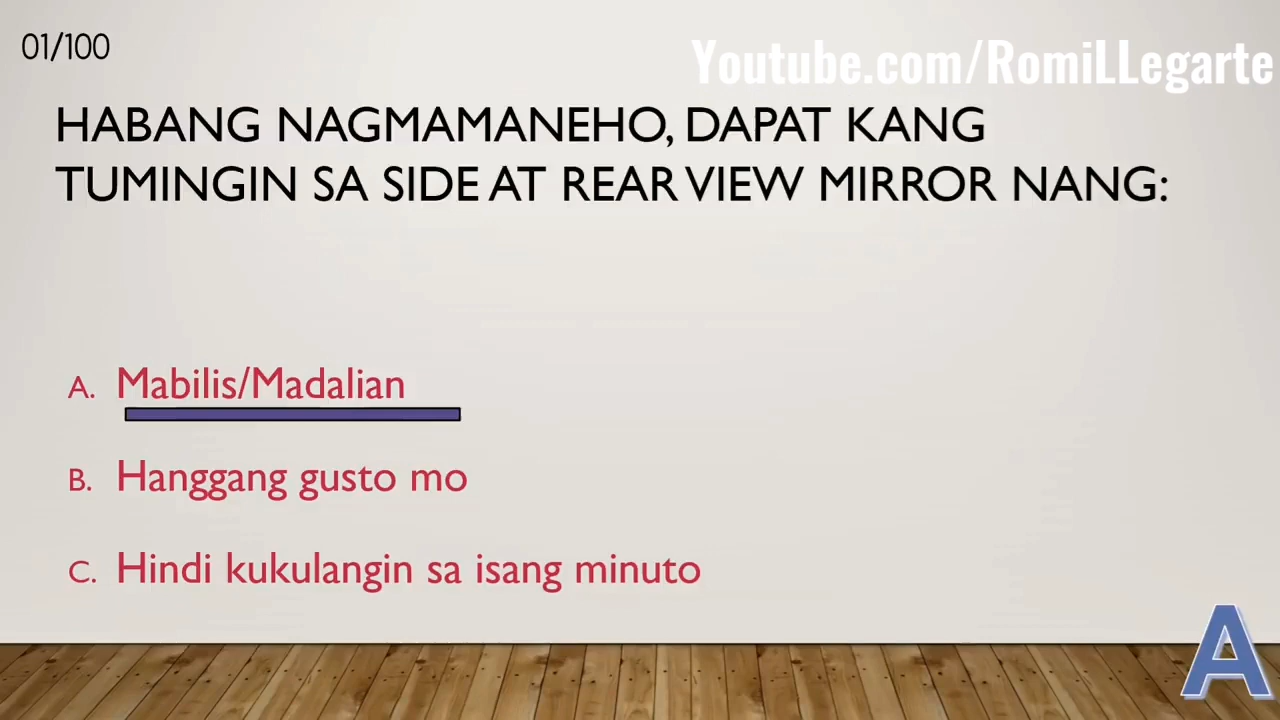 01/100
Youtube.com/RomiLLegarte
HABANG NAGMAMANEHO, DAPAT KANG
TUMINGIN SA SIDE AT REAR VIEW MIRROR NANG:
A. Mabilis/Madalian
B. Hanggang gusto mo
C. Hindi kukulangin sa isang minuto
A